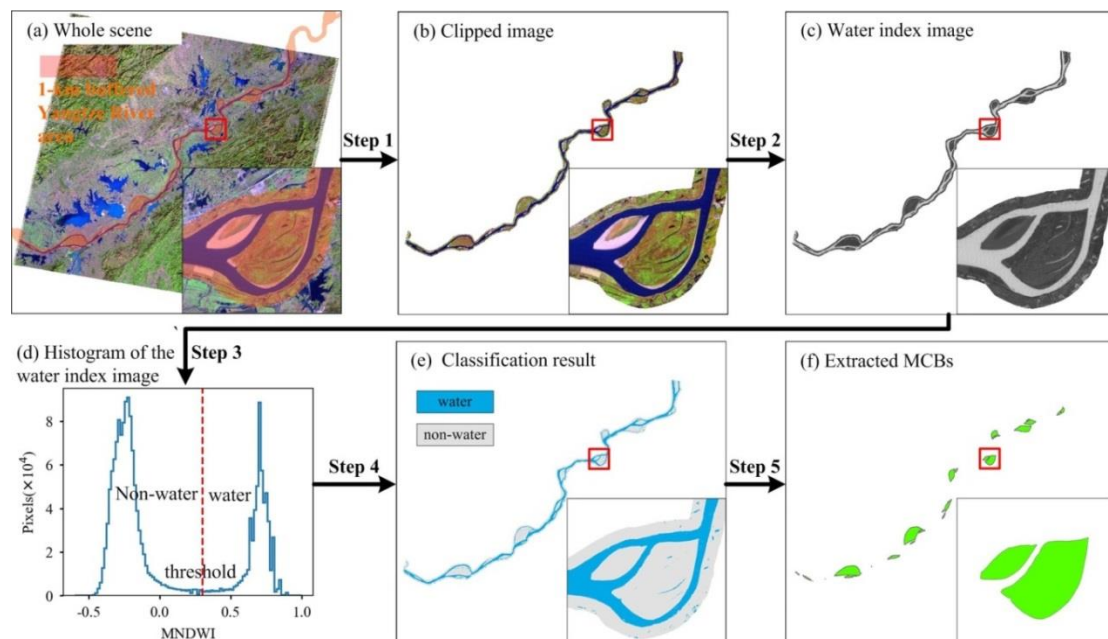 (a) Whole scene
1-km buffered
Yangtze River
area
Step 1
(b) Clipped image
Step 2
(c) Water index image
Step 3
(d) Histogram of the
water index image
Pixels(×10⁴)
8
6
4
2
0
Non-water
water
threshold
-0.5
0.0
0.5
1.0
MNDWI
Step 4
(e) Classification result
water
non-water
Step 5
(f) Extracted MCBs